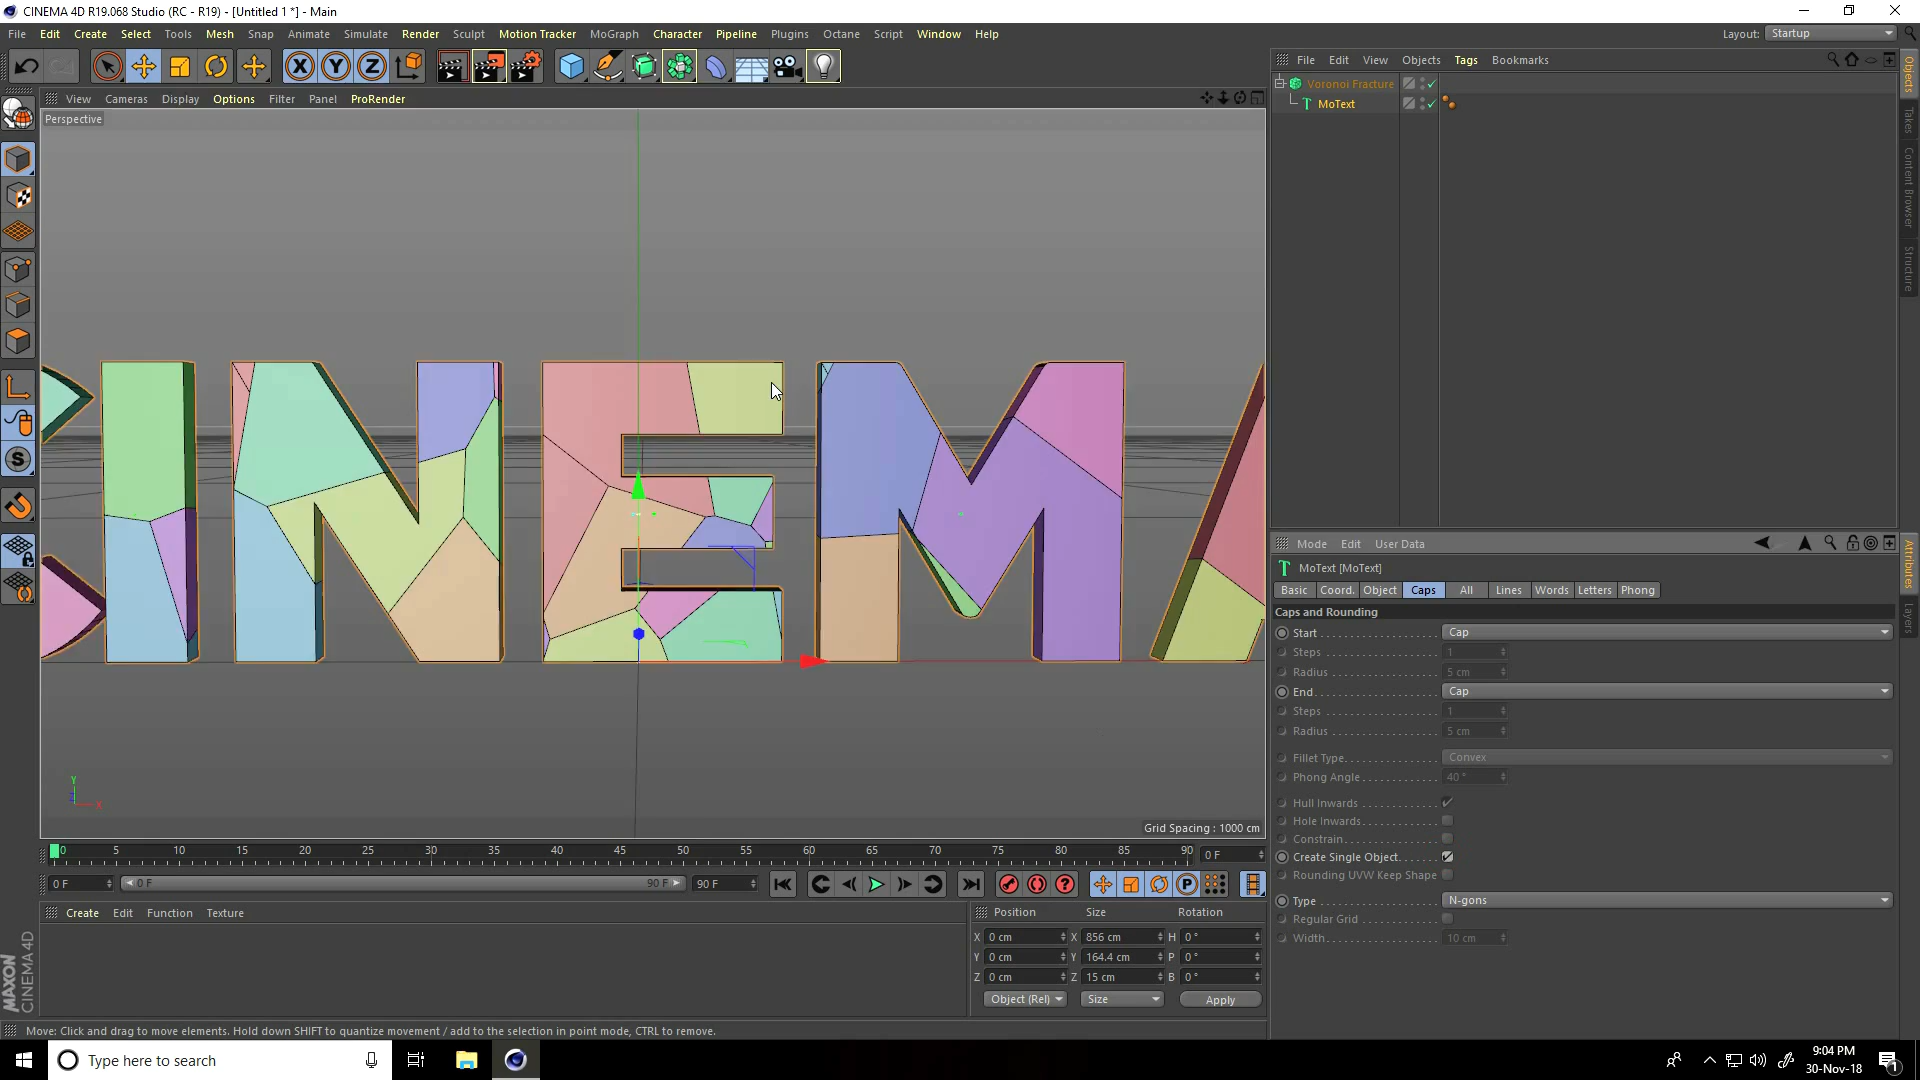 CINEMA 4D R19.068 Studio (RC - R19) - [Untitled 1 *] - Main
File Edit Create Select Tools Mesh Snap Animate Simulate Render Sculpt Motion Tracker MoGraph Character Pipeline Plugins Octane Script Window Help
Layout: Startup
View Cameras Display Options Filter Panel ProRender
Perspective
File Edit View Objects Tags Bookmarks
Voronoi Fracture
MoText
Objects
Takes
Content Browser
Structure
CINEMA
Y
X
Grid Spacing : 1000 cm
0 5 10 15 20 25 30 35 40 45 50 55 60 65 70 75 80 85 90 0 F
0 F 0 F 90 F 90 F
Create Edit Function Texture
MAXON
CINEMA 4D
Position Size Rotation
X 0 cm X 856 cm H 0 °
Y 0 cm Y 164.4 cm P 0 °
Z 0 cm Z 15 cm B 0 °
Object (Rel) Size Apply
Mode Edit User Data
MoText [MoText]
Basic Coord. Object Caps All Lines Words Letters Phong
Caps and Rounding
Start Cap
Steps 1
Radius 5 cm
End Cap
Steps 1
Radius 5 cm
Fillet Type Convex
Phong Angle 40 °
Hull Inwards
Hole Inwards
Constrain
Create Single Object
Rounding UVW Keep Shape
Type N-gons
Regular Grid
Width 10 cm
Attributes
Layers
Move: Click and drag to move elements. Hold down SHIFT to quantize movement / add to the selection in point mode, CTRL to remove.
Type here to search
9:04 PM
30-Nov-18
1